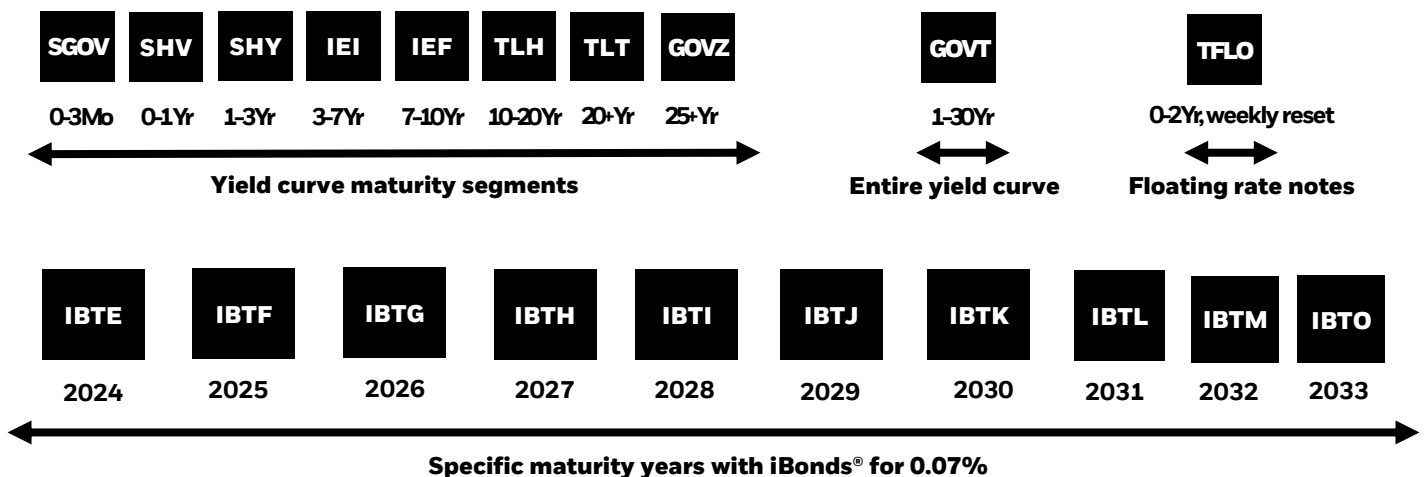 SGOV SHV SHY IEI IEF TLH TLT GOVZ GOVT TFLO
0-3Mo 0-1Yr 1-3Yr 3-7Yr 7-10Yr 10-20Yr 20+Yr 25+Yr 1-30Yr 0-2Yr, weekly reset
Yield curve maturity segments Entire yield curve Floating rate notes
IBTE IBTF IBTG IBTH IBTI IBTJ IBTK IBTL IBTM IBTO
2024 2025 2026 2027 2028 2029 2030 2031 2032 2033
Specific maturity years with iBonds® for 0.07%